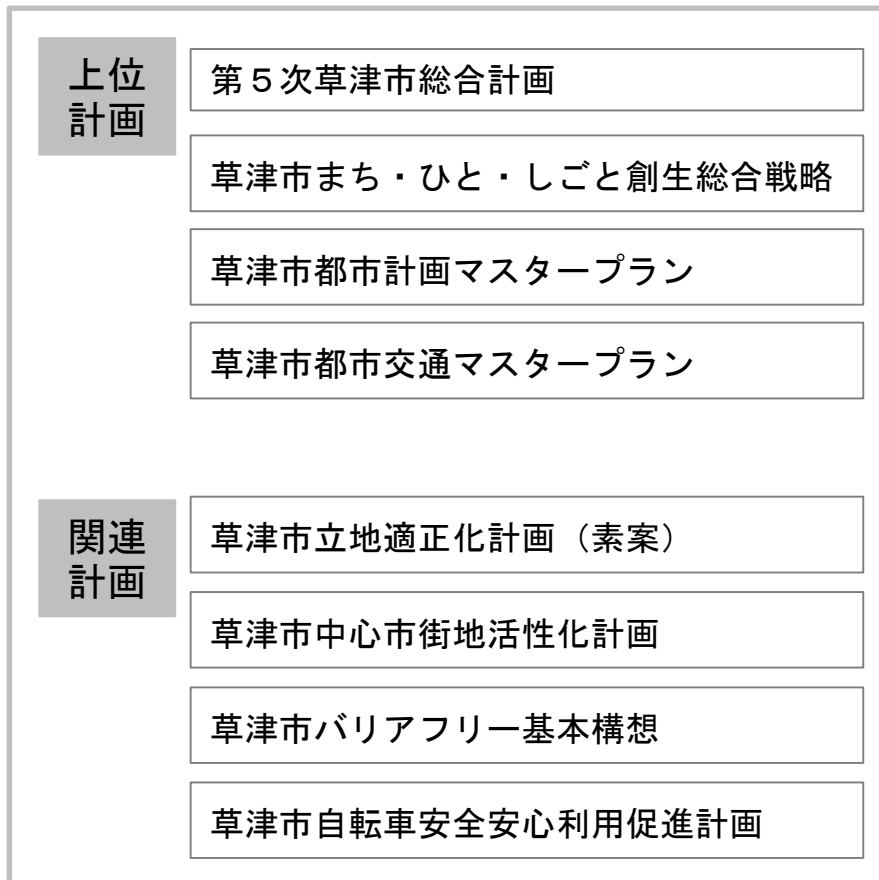 上位
計画
第５次草津市総合計画
草津市まち・ひと・しごと創生総合戦略
草津市都市計画マスタープラン
草津市都市交通マスタープラン
関連
計画
草津市立地適正化計画（素案）
草津市中心市街地活性化計画
草津市バリアフリー基本構想
草津市自転車安全安心利用促進計画